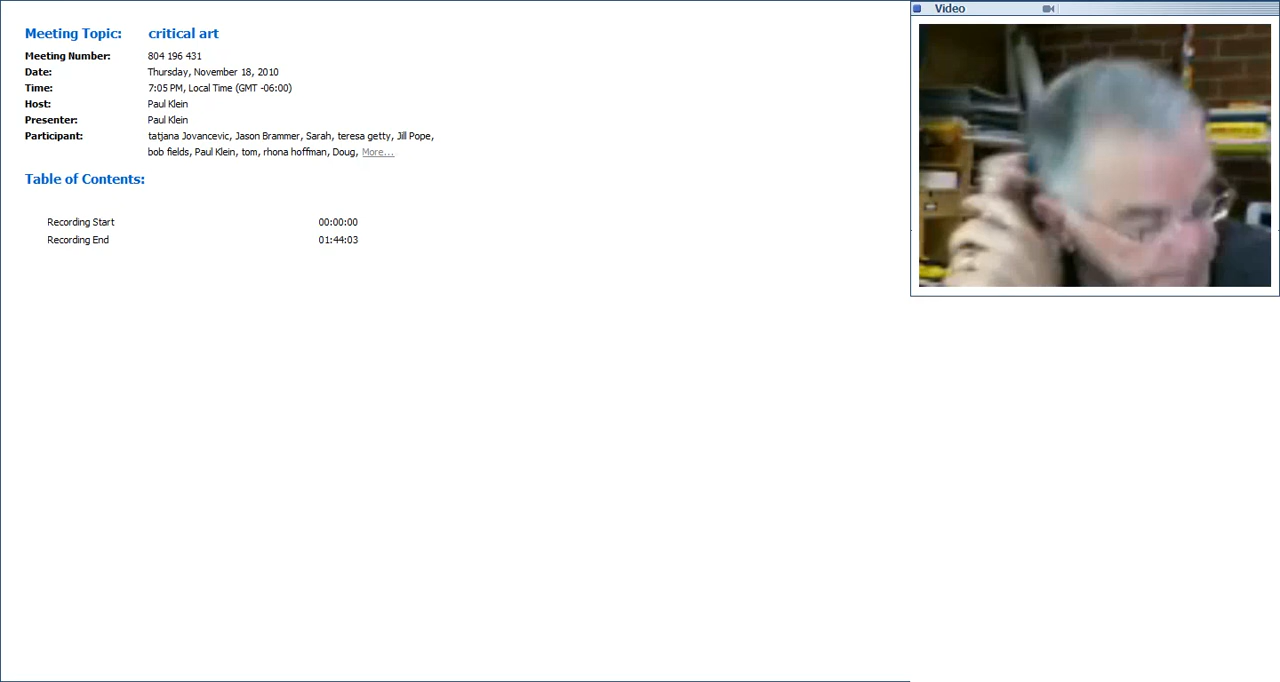 Meeting Topic: critical art
Meeting Number: 804 196 431
Date: Thursday, November 18, 2010
Time: 7:05 PM, Local Time (GMT -06:00)
Host: Paul Klein
Presenter: Paul Klein
Participant: tatjana Jovancevic, Jason Brammer, Sarah, teresa getty, Jill Pope,
bob fields, Paul Klein, tom, rhona hoffman, Doug, More...
Table of Contents:
Recording Start 00:00:00
Recording End 01:44:03
Video